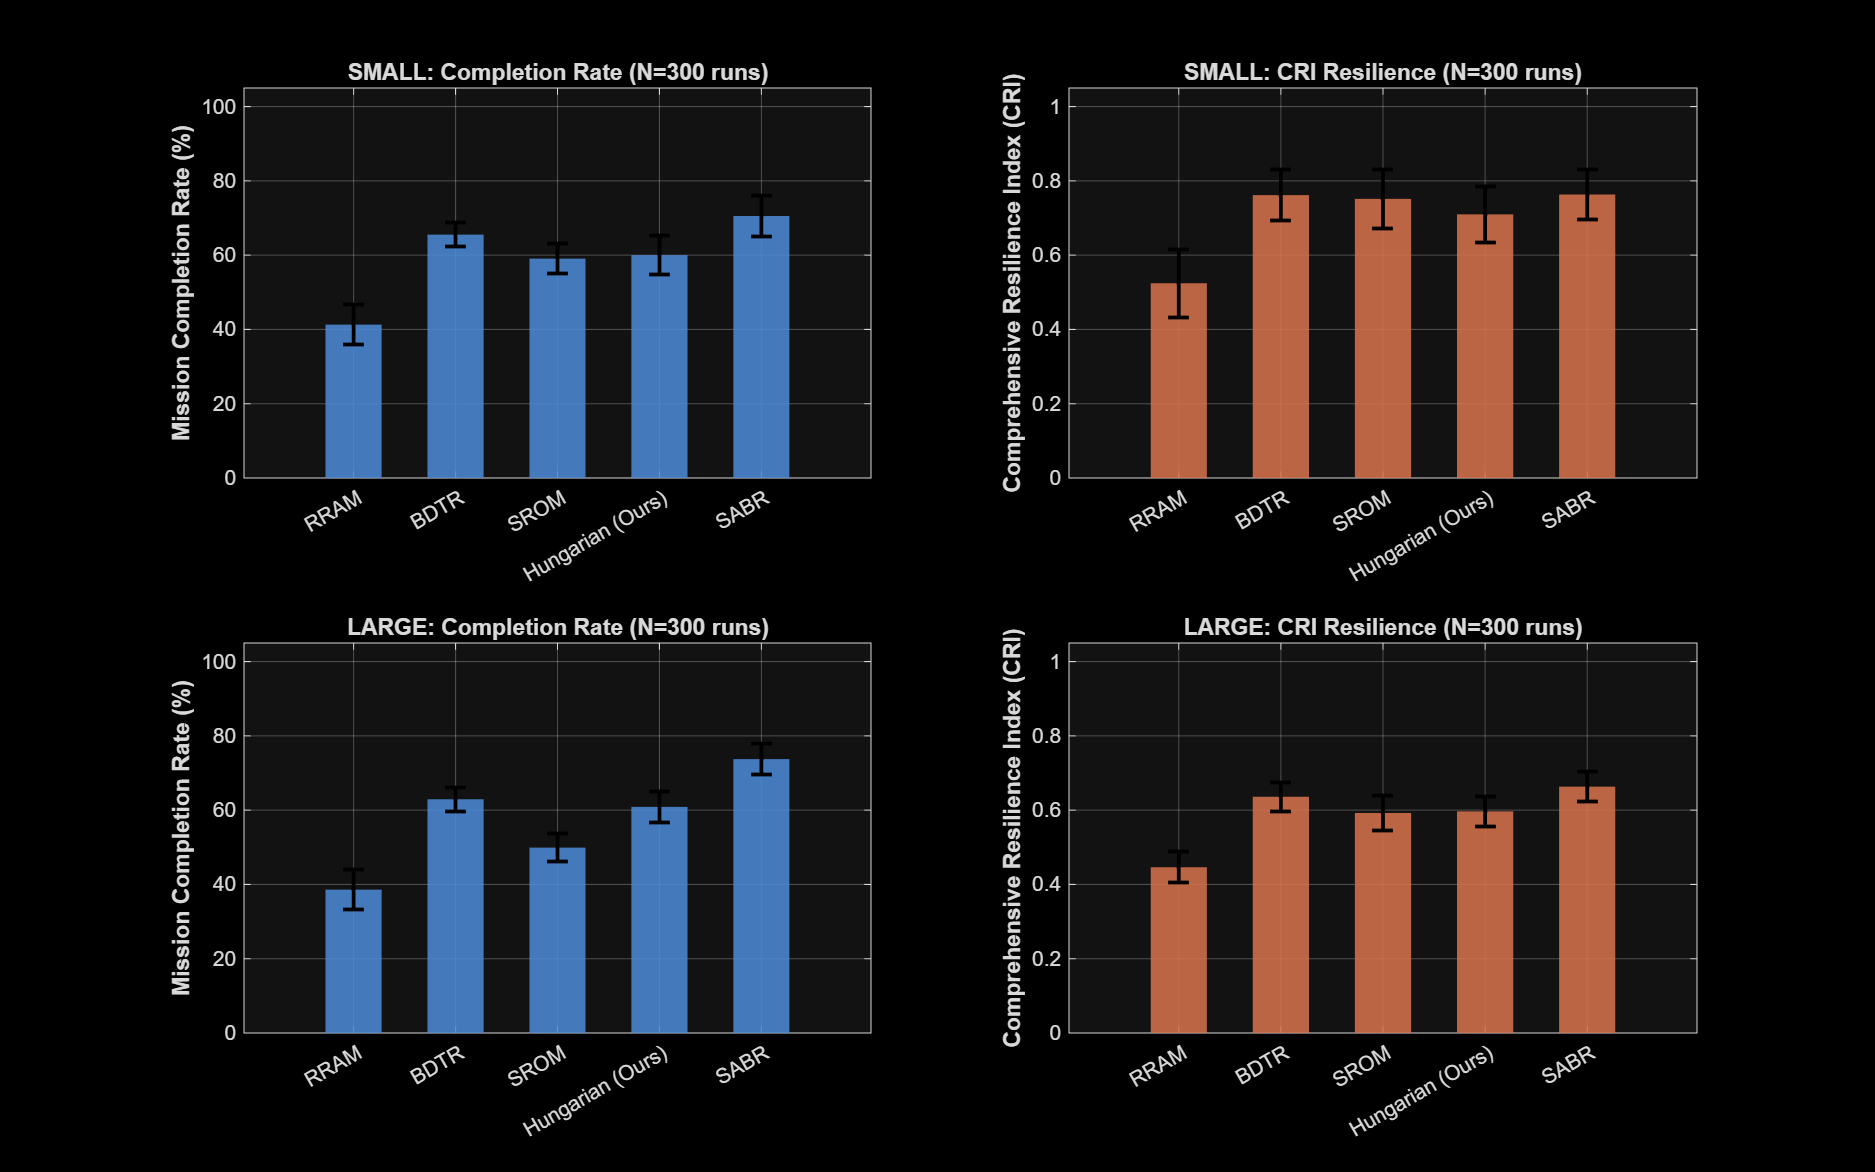 SMALL: Completion Rate (N=300 runs)
Mission Completion Rate (%)
100
80
60
40
20
0
RRAM
BDTR
SROM
Hungarian (Ours)
SABR
SMALL: CRI Resilience (N=300 runs)
Comprehensive Resilience Index (CRI)
1
0.8
0.6
0.4
0.2
0
RRAM
BDTR
SROM
Hungarian (Ours)
SABR
LARGE: Completion Rate (N=300 runs)
Mission Completion Rate (%)
100
80
60
40
20
0
RRAM
BDTR
SROM
Hungarian (Ours)
SABR
LARGE: CRI Resilience (N=300 runs)
Comprehensive Resilience Index (CRI)
1
0.8
0.6
0.4
0.2
0
RRAM
BDTR
SROM
Hungarian (Ours)
SABR